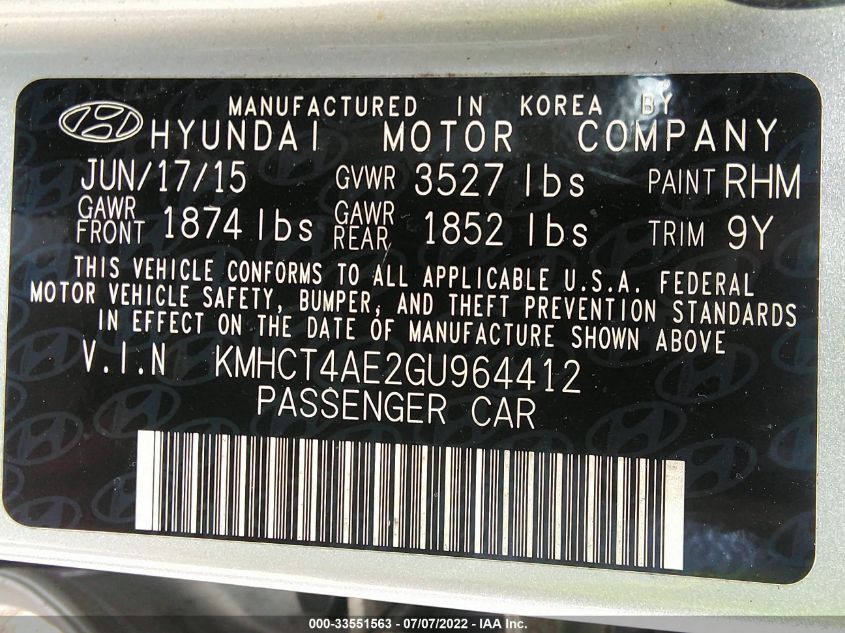 MANUFACTURED IN KOREA BY
HYUNDAI MOTOR COMPANY
JUN/17/15 GVWR 3527 lbs PAINT RHM
GAWR FRONT 1874 lbs GAWR REAR 1852 lbs TRIM 9Y
THIS VEHICLE CONFORMS TO ALL APPLICABLE U.S.A. FEDERAL
MOTOR VEHICLE SAFETY, BUMPER, AND THEFT PREVENTION STANDARDS
IN EFFECT ON THE DATE OF MANUFACTURE SHOWN ABOVE
V.I.N KMHCT4AE2GU964412
PASSENGER CAR
000-33551563 - 07/07/2022 - IAA Inc.